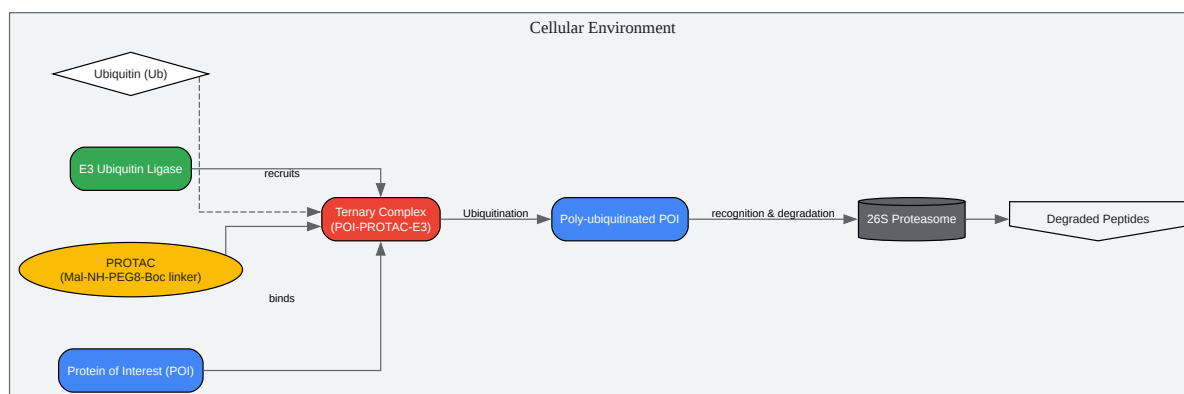 Cellular Environment
Ubiquitin (Ub)
E3 Ubiquitin Ligase
recruits
Ternary Complex
(POI-PROTAC-E3)
Ubiquitination
Poly-ubiquitinated POI
recognition & degradation
26S Proteasome
Degraded Peptides
PROTAC
(Mal-NH-PEG8-Boc linker)
binds
Protein of Interest (POI)